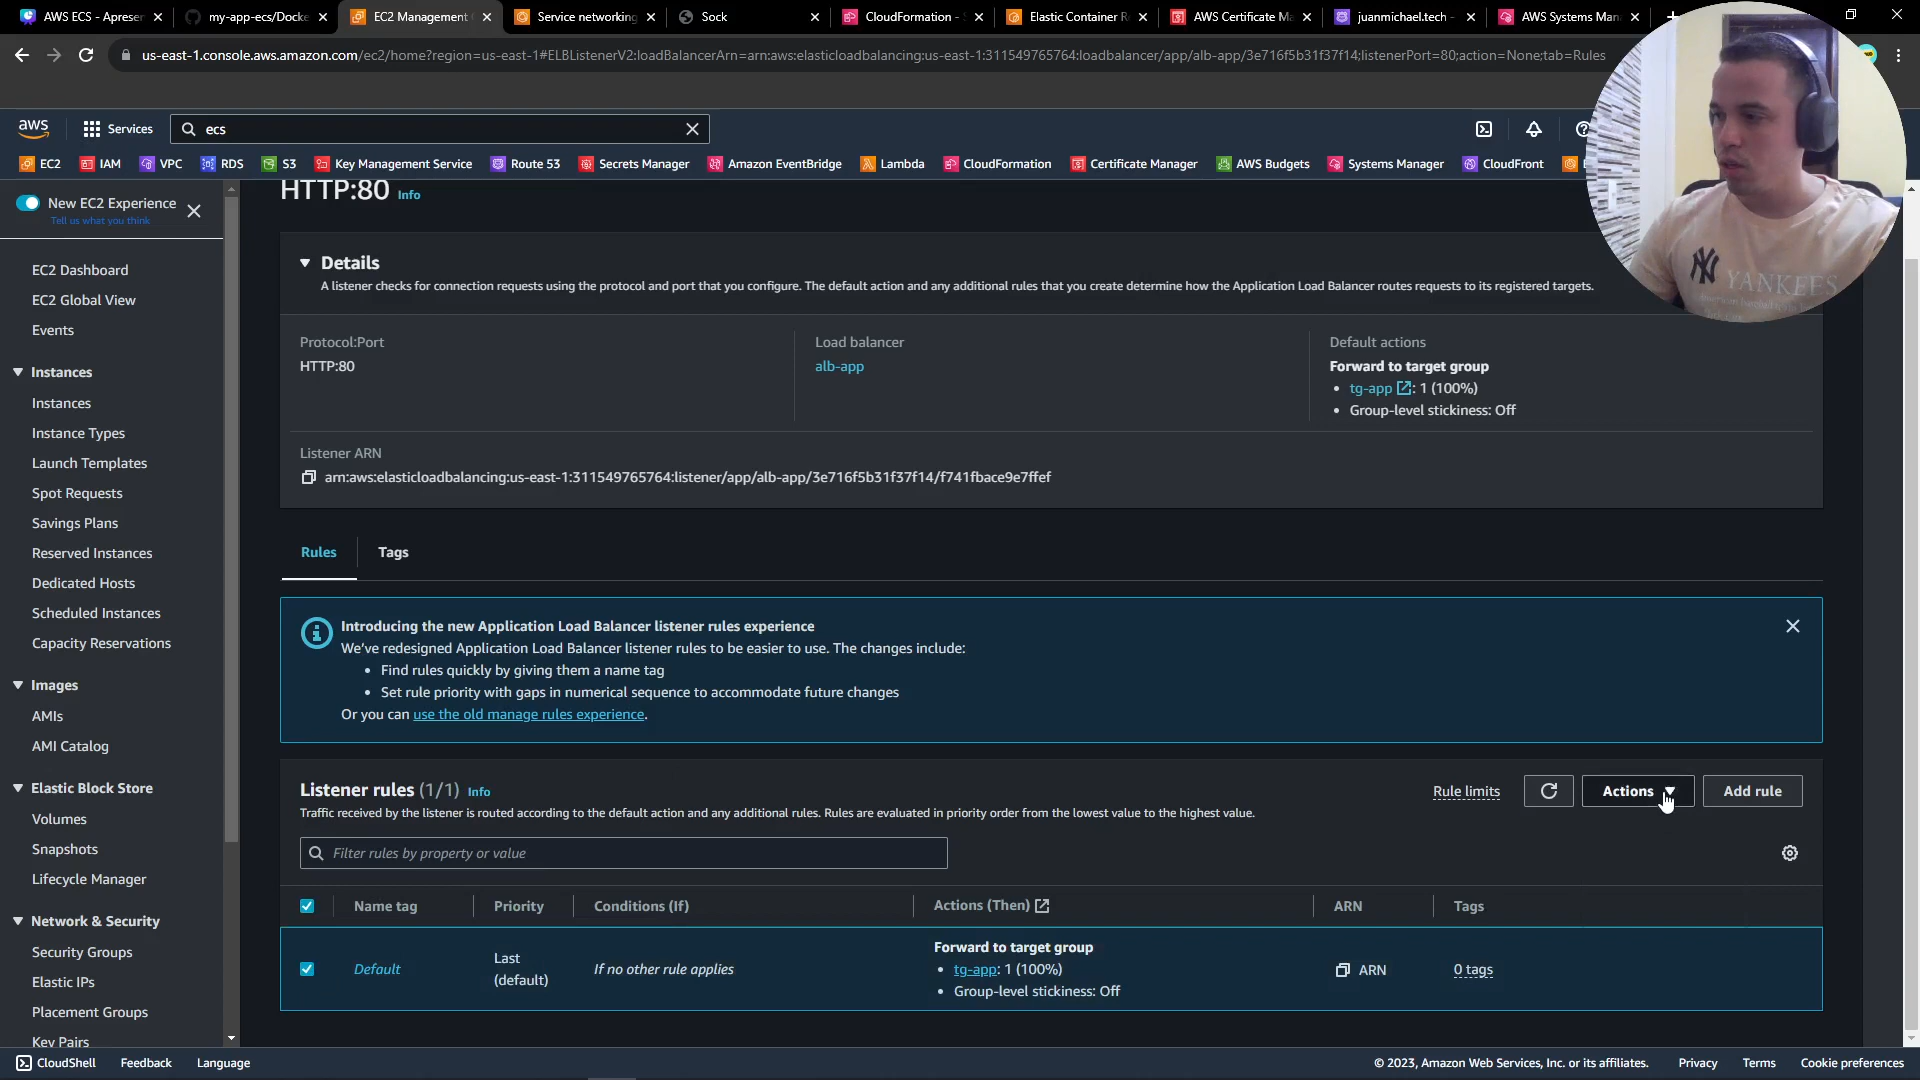 AWS ECS - Apresen
my-app-ecs/Docke
EC2 Management
Service networking
Sock
CloudFormation - S
Elastic Container R
AWS Certificate Ma
juanmichael.tech -
AWS Systems Man
us-east-1.console.aws.amazon.com/ec2/home?region=us-east-1#ELBListenerV2:loadBalancerArn=arn:aws:elasticloadbalancing:us-east-1:311549765764:loadbalancer/app/alb-app/3e716f5b31f37f14;listenerPort=80;action=None;tab=Rules
aws
Services
ecs
EC2
IAM
VPC
RDS
S3
Key Management Service
Route 53
Secrets Manager
Amazon EventBridge
Lambda
CloudFormation
Certificate Manager
AWS Budgets
Systems Manager
CloudFront
New EC2 Experience
Tell us what you think
EC2 Dashboard
EC2 Global View
Events
Instances
Instances
Instance Types
Launch Templates
Spot Requests
Savings Plans
Reserved Instances
Dedicated Hosts
Scheduled Instances
Capacity Reservations
Images
AMIs
AMI Catalog
Elastic Block Store
Volumes
Snapshots
Lifecycle Manager
Network & Security
Security Groups
Elastic IPs
Placement Groups
Key Pairs
HTTP:80 Info
Details
A listener checks for connection requests using the protocol and port that you configure. The default action and any additional rules that you create determine how the Application Load Balancer routes requests to its registered targets.
Protocol:Port
HTTP:80
Load balancer
alb-app
Default actions
Forward to target group
• tg-app: 1 (100%)
• Group-level stickiness: Off
Listener ARN
arn:aws:elasticloadbalancing:us-east-1:311549765764:listener/app/alb-app/3e716f5b31f37f14/f741fbace9e7ffef
Rules
Tags
Introducing the new Application Load Balancer listener rules experience
We've redesigned Application Load Balancer listener rules to be easier to use. The changes include:
• Find rules quickly by giving them a name tag
• Set rule priority with gaps in numerical sequence to accommodate future changes
Or you can use the old manage rules experience.
Listener rules (1/1) Info
Rule limits
Actions
Add rule
Traffic received by the listener is routed according to the default action and any additional rules. Rules are evaluated in priority order from the lowest value to the highest value.
Filter rules by property or value
Name tag
Priority
Conditions (If)
Actions (Then)
ARN
Tags
Default
Last
(default)
If no other rule applies
Forward to target group
• tg-app: 1 (100%)
• Group-level stickiness: Off
ARN
0 tags
NY
YANKEES
CloudShell
Feedback
Language
© 2023, Amazon Web Services, Inc. or its affiliates.
Privacy
Terms
Cookie preferences